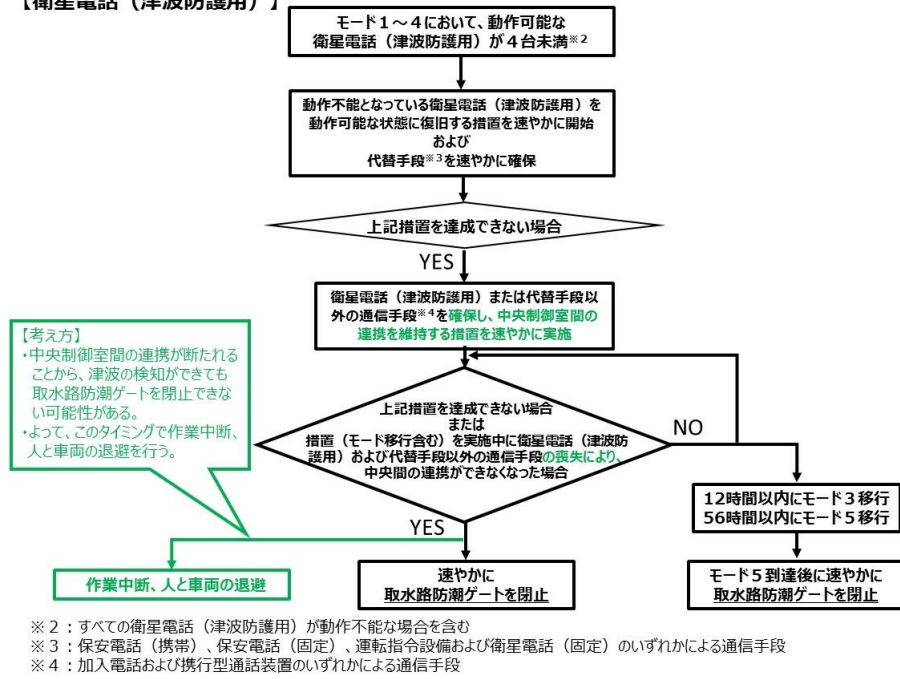 【衛星電話（津波防護用）】
モード１～４において、動作可能な
衛星電話（津波防護用）が４台未満※２
動作不能となっている衛星電話（津波防護用）を
動作可能な状態に復旧する措置を速やかに開始
および
代替手段※３を速やかに確保
上記措置を達成できない場合
YES
衛星電話（津波防護用）または代替手段以
外の通信手段※４を確保し、中央制御室間の
連携を維持する措置を速やかに実施
【考え方】
・中央制御室間の連携が断たれる
ことから、津波の検知ができても
取水路防潮ゲートを閉止できな
い可能性がある。
・よって、このタイミングで作業中断、
人と車両の退避を行う。
上記措置を達成できない場合
または
措置（モード移行含む）を実施中に衛星電話（津波防
護用）および代替手段以外の通信手段の喪失により、
中央間の連携ができなくなった場合
NO
12時間以内にモード３移行
56時間以内にモード５移行
YES
作業中断、人と車両の退避
速やかに
取水路防潮ゲートを閉止
モード５到達後に速やかに
取水路防潮ゲートを閉止
※２：すべての衛星電話（津波防護用）が動作不能な場合を含む
※３：保安電話（携帯）、保安電話（固定）、運転指令設備および衛星電話（固定）のいずれかによる通信手段
※４：加入電話および携行型通話装置のいずれかによる通信手段